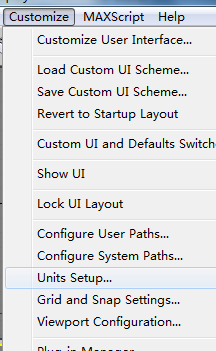 Customize MAXScript Help
Customize User Interface...
Load Custom UI Scheme...
Save Custom UI Scheme...
Revert to Startup Layout
Custom UI and Defaults Switche
Show UI
Lock UI Layout
Configure User Paths...
Configure System Paths...
Units Setup...
Grid and Snap Settings...
Viewport Configuration...
Plug-in Manager